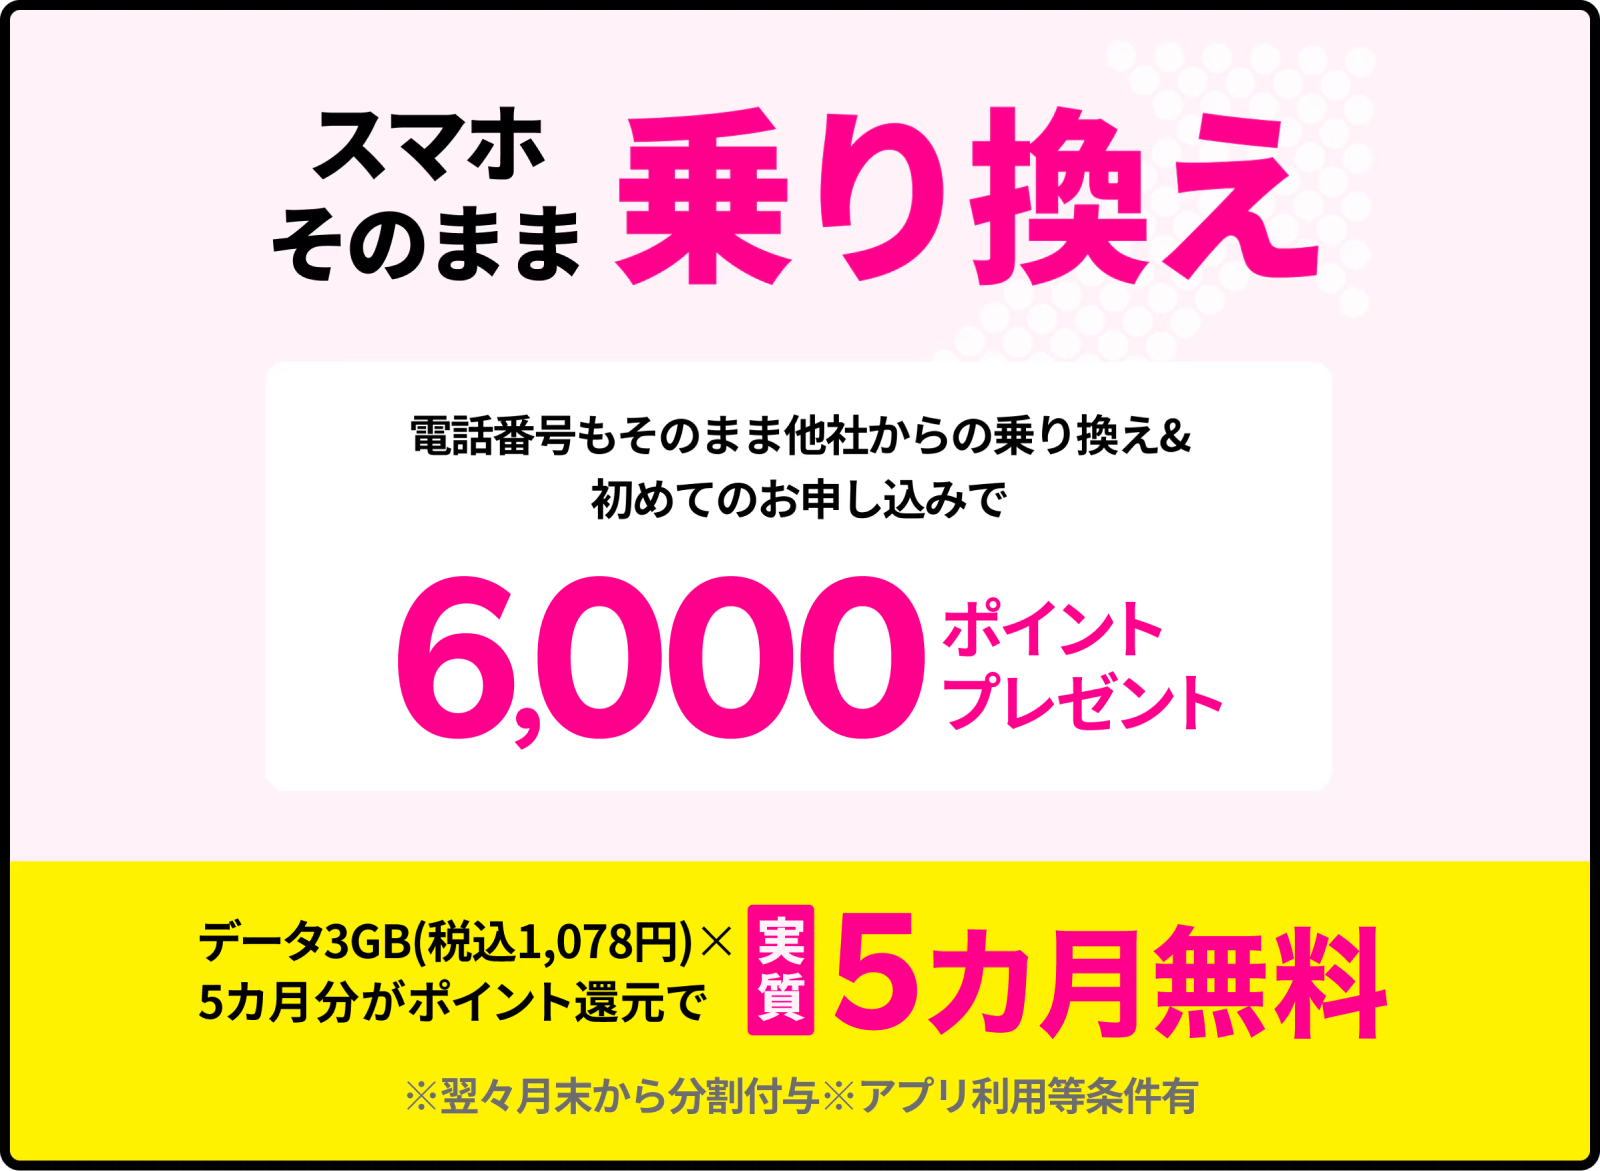 スマホ
そのまま
乗り換え
電話番号もそのまま他社からの乗り換え&
初めてのお申し込みで
6,000
ポイント
プレゼント
データ3GB(税込1,078円)×
5カ月分がポイント還元で
実質
5カ月無料
※翌々月末から分割付与※アプリ利用等条件有